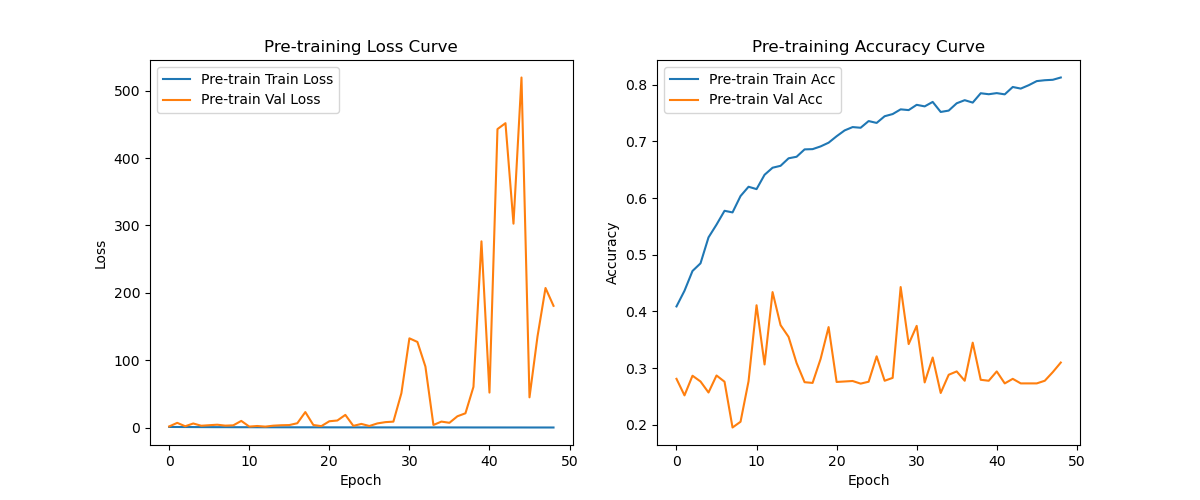 Pre-training Loss Curve
Pre-train Train Loss
Pre-train Val Loss
500
400
300
200
100
0
Loss
0 10 20 30 40 50
Epoch
Pre-training Accuracy Curve
Pre-train Train Acc
Pre-train Val Acc
0.8
0.7
0.6
0.5
0.4
0.3
0.2
Accuracy
0 10 20 30 40 50
Epoch